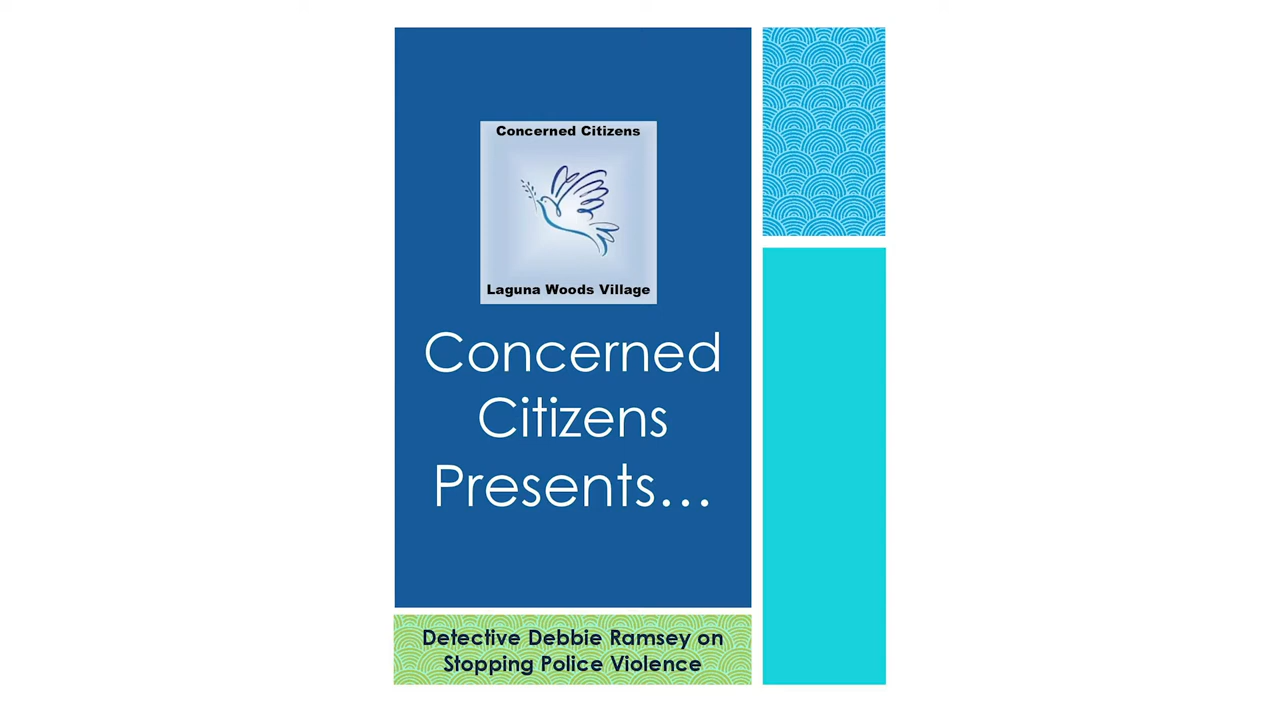 Concerned Citizens
Laguna Woods Village
Concerned
Citizens
Presents…
Detective Debbie Ramsey on
Stopping Police Violence